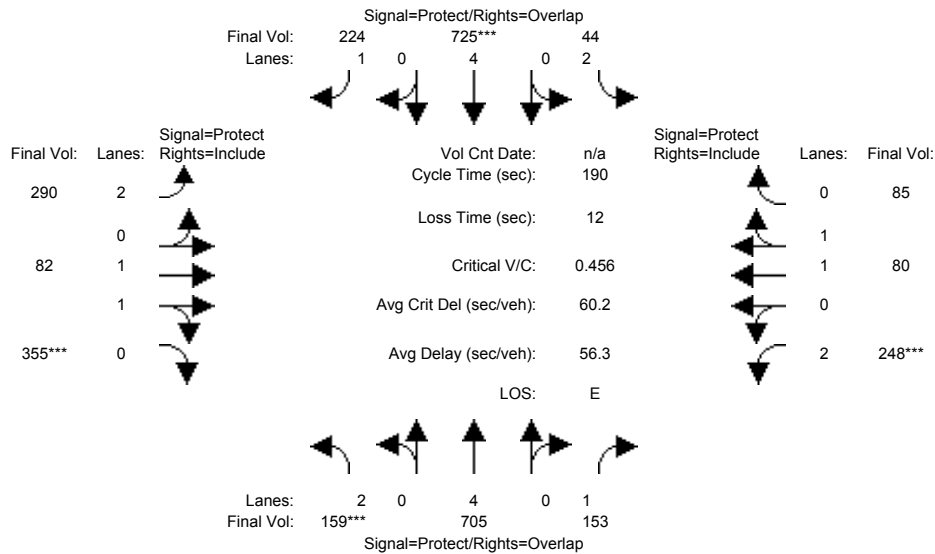 Signal=Protect/Rights=Overlap
Final Vol: 224 725*** 44
Lanes: 1 0 4 0 2
Signal=Protect Signal=Protect
Final Vol: Lanes: Rights=Include Vol Cnt Date: n/a Rights=Include Lanes: Final Vol:
Cycle Time (sec): 190
290 2 0 85
Loss Time (sec): 12
0 1
82 1 Critical V/C: 0.456 1 80
1 Avg Crit Del (sec/veh): 60.2 0
355*** 0 Avg Delay (sec/veh): 56.3 2 248***
LOS: E
Lanes: 2 0 4 0 1
Final Vol: 159*** 705 153
Signal=Protect/Rights=Overlap